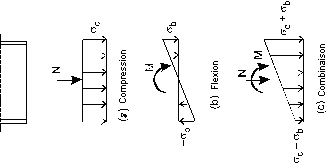 σc
N
(a) Compression
σb
M
−σb
(b) Flexion
σc + σb
M
N
σc − σb
(c) Combinaison